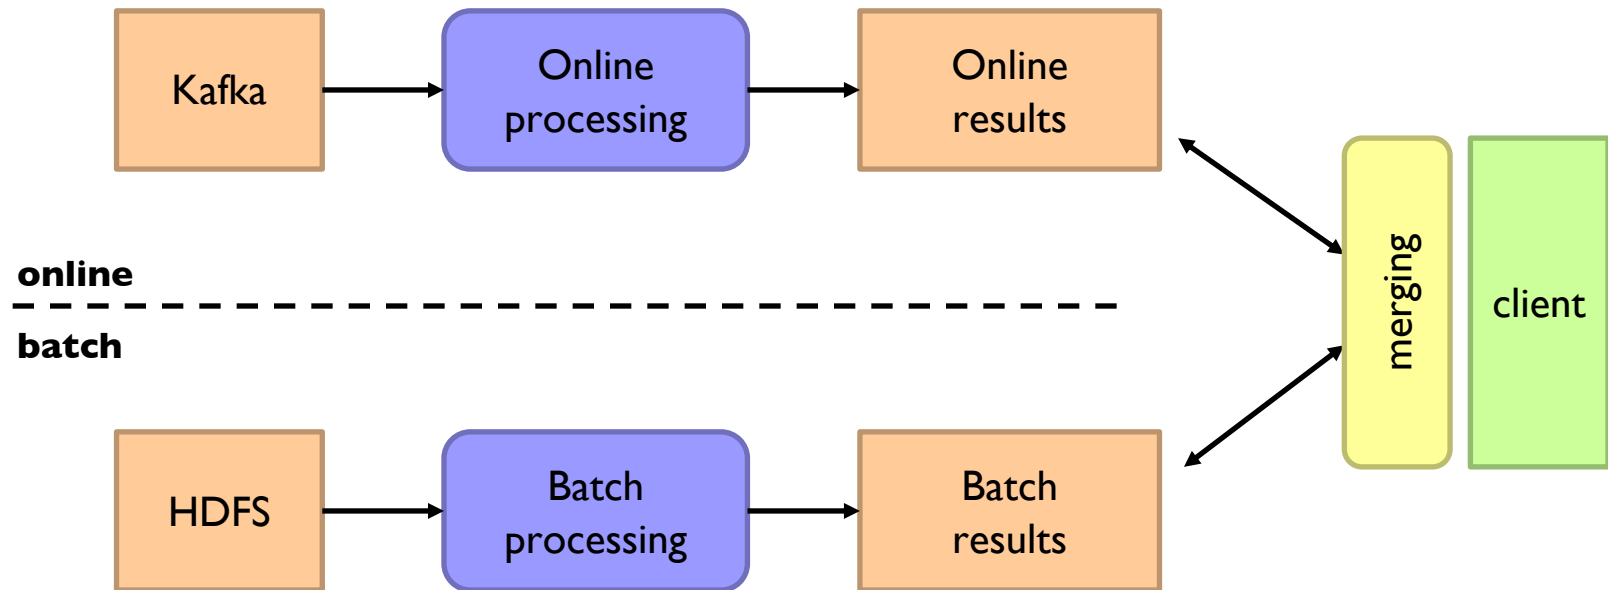 Kafka
Online
processing
Online
results
online
batch
merging
client
HDFS
Batch
processing
Batch
results